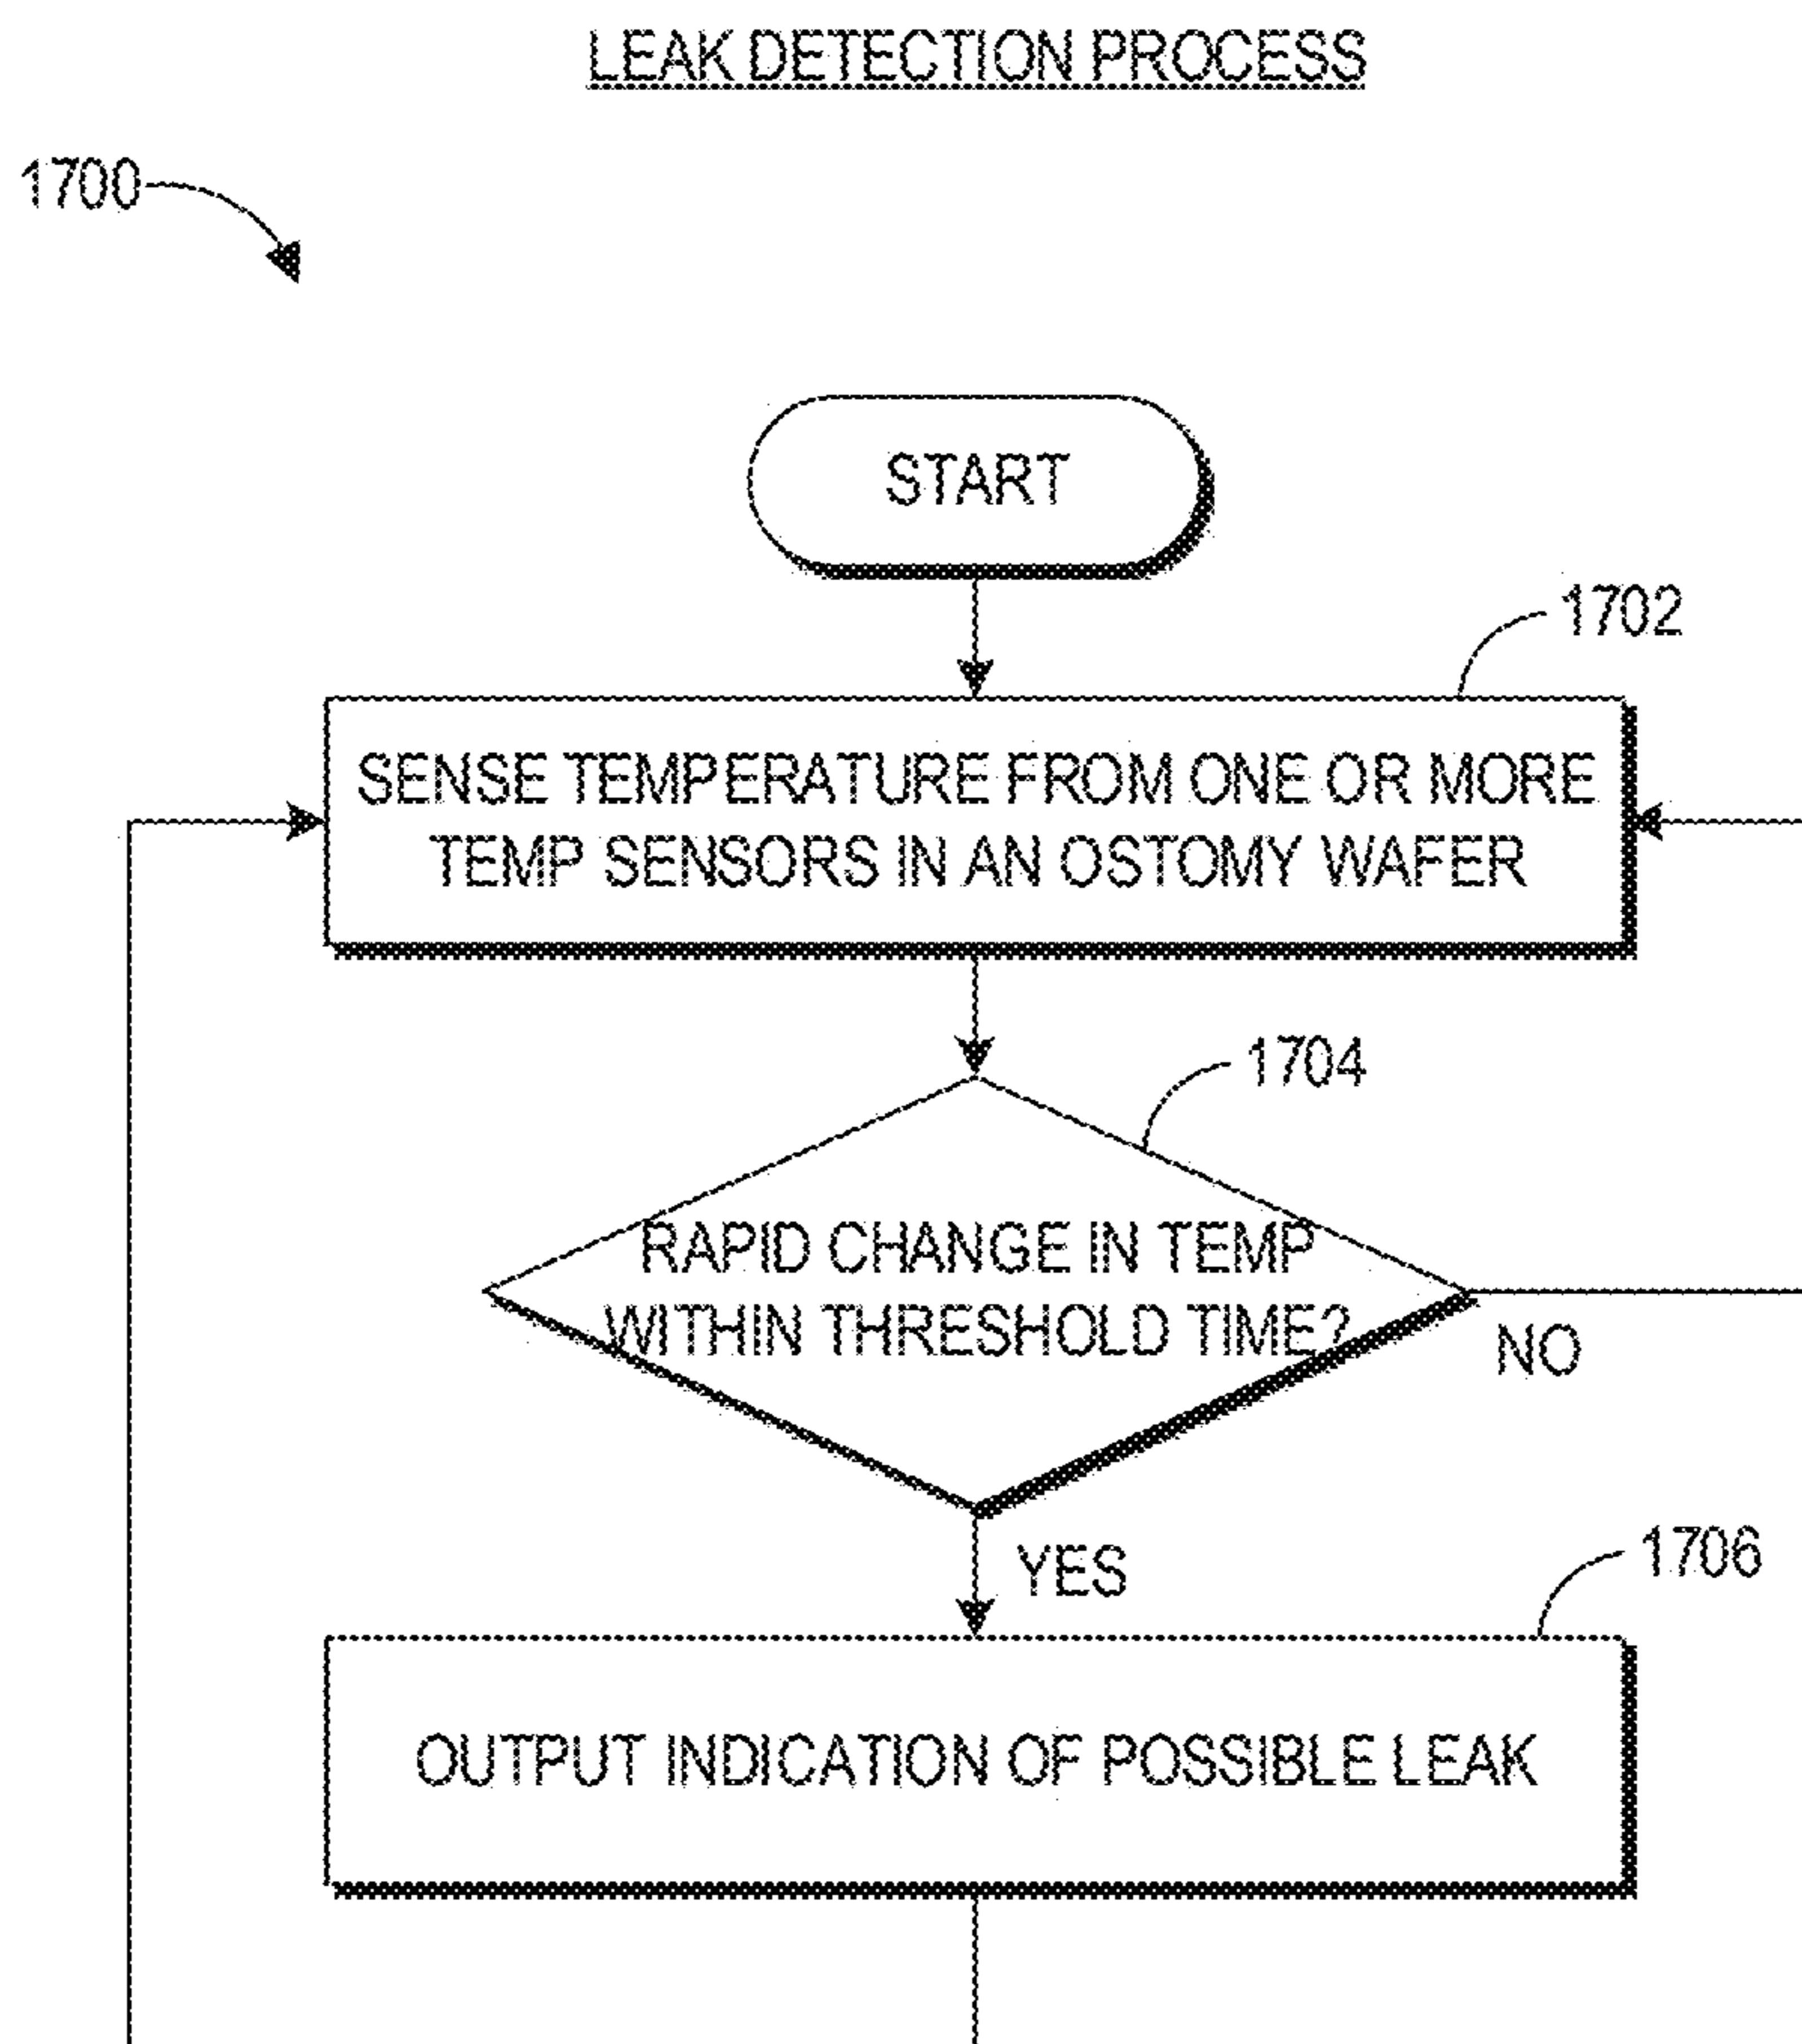 LEAK DETECTION PROCESS
1700
START
1702
SENSE TEMPERATURE FROM ONE OR MORE
TEMP SENSORS IN AN OSTOMY WAFER
1704
RAPID CHANGE IN TEMP
WITHIN THRESHOLD TIME?
NO
YES
1706
OUTPUT INDICATION OF POSSIBLE LEAK